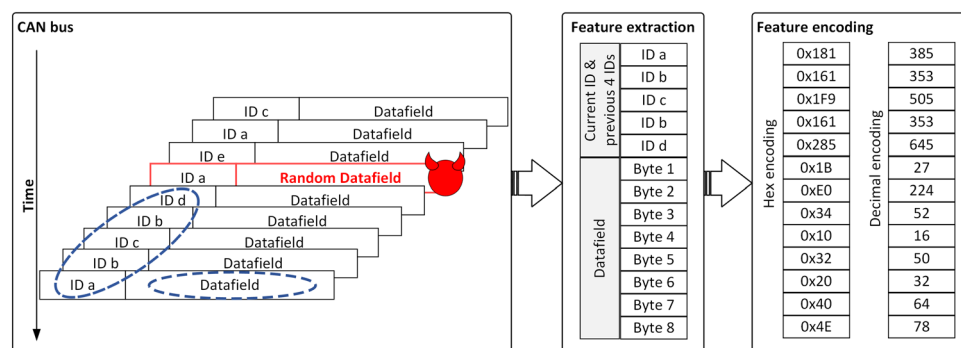 CAN bus
Time
ID c Datafield
ID a Datafield
ID e Datafield
ID a Random Datafield
ID d Datafield
ID b Datafield
ID c Datafield
ID b Datafield
ID a Datafield
Feature extraction
Current ID &
previous 4 IDs
ID a
ID b
ID c
ID b
ID d
Datafield
Byte 1
Byte 2
Byte 3
Byte 4
Byte 5
Byte 6
Byte 7
Byte 8
Feature encoding
Hex encoding
0x181
0x161
0x1F9
0x161
0x285
0x1B
0xE0
0x34
0x10
0x32
0x20
0x40
0x4E
Decimal encoding
385
353
505
353
645
27
224
52
16
50
32
64
78